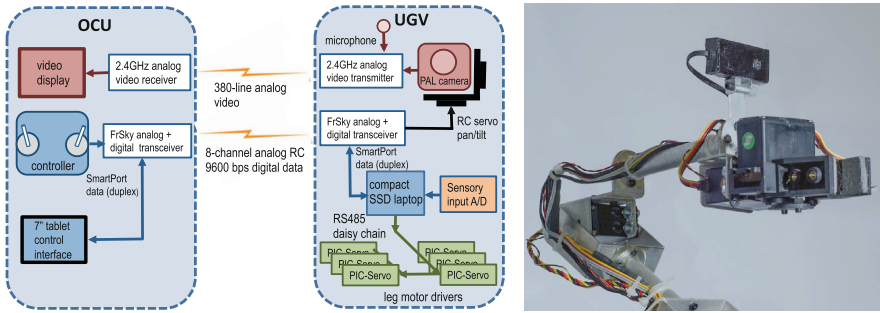 OCU
video
display
2.4GHz analog
video receiver
FrSky analog +
digital transceiver
controller
SmartPort
data (duplex)
7" tablet
control
interface
380-line analog
video
8-channel analog RC
9600 bps digital data
UGV
microphone
2.4GHz analog
video transmitter
PAL camera
RC servo
pan/tilt
FrSky analog +
digital transceiver
SmartPort
data (duplex)
compact
SSD laptop
Sensory
input A/D
RS485
daisy chain
PIC-Servo
PIC-Servo
PIC-Servo
PIC-Servo
PIC-Servo
PIC-Servo
leg motor drivers